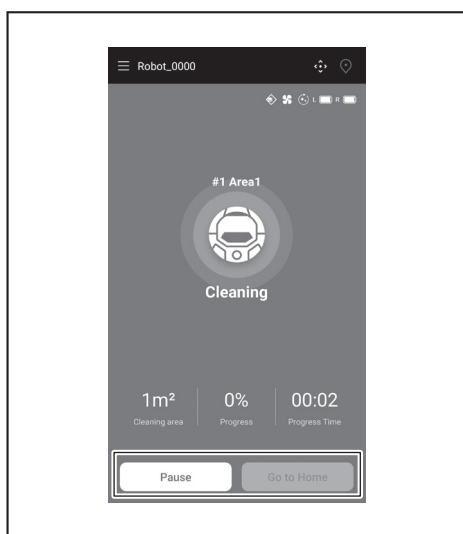 Robot_0000
L R
#1 Area1
Cleaning
1m² 0% 00:02
Cleaning area Progress Progress Time
Pause Go to Home